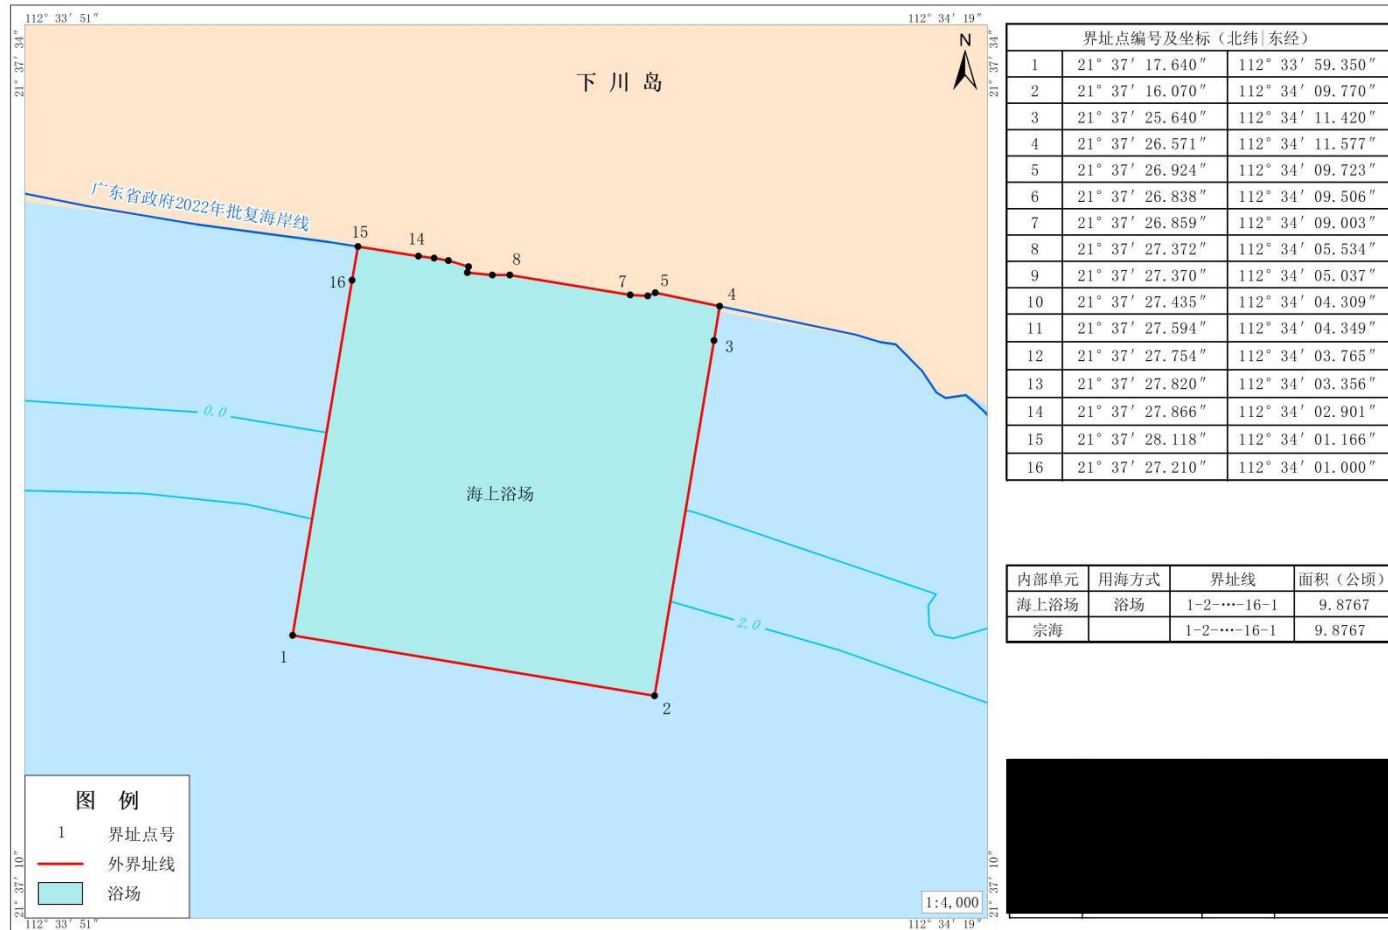 112° 33′ 51″
112° 34′ 19″
21° 37′ 34″
21° 37′ 34″
N
下川岛
广东省政府2022年批复海岸线
15
14
16
8
7
5
4
3
0.0
海上浴场
2.0
1
2
图 例
1 界址点号
外界址线
浴场
1:4,000
21° 37′ 10″
21° 37′ 10″
112° 33′ 51″
112° 34′ 19″
界址点编号及坐标（北纬|东经）
1 21° 37′ 17.640″ 112° 33′ 59.350″
2 21° 37′ 16.070″ 112° 34′ 09.770″
3 21° 37′ 25.640″ 112° 34′ 11.420″
4 21° 37′ 26.571″ 112° 34′ 11.577″
5 21° 37′ 26.924″ 112° 34′ 09.723″
6 21° 37′ 26.838″ 112° 34′ 09.506″
7 21° 37′ 26.859″ 112° 34′ 09.003″
8 21° 37′ 27.372″ 112° 34′ 05.534″
9 21° 37′ 27.370″ 112° 34′ 05.037″
10 21° 37′ 27.435″ 112° 34′ 04.309″
11 21° 37′ 27.594″ 112° 34′ 04.349″
12 21° 37′ 27.754″ 112° 34′ 03.765″
13 21° 37′ 27.820″ 112° 34′ 03.356″
14 21° 37′ 27.866″ 112° 34′ 02.901″
15 21° 37′ 28.118″ 112° 34′ 01.166″
16 21° 37′ 27.210″ 112° 34′ 01.000″
内部单元 用海方式 界址线 面积（公顷）
海上浴场 浴场 1-2-⋯-16-1 9.8767
宗海 1-2-⋯-16-1 9.8767